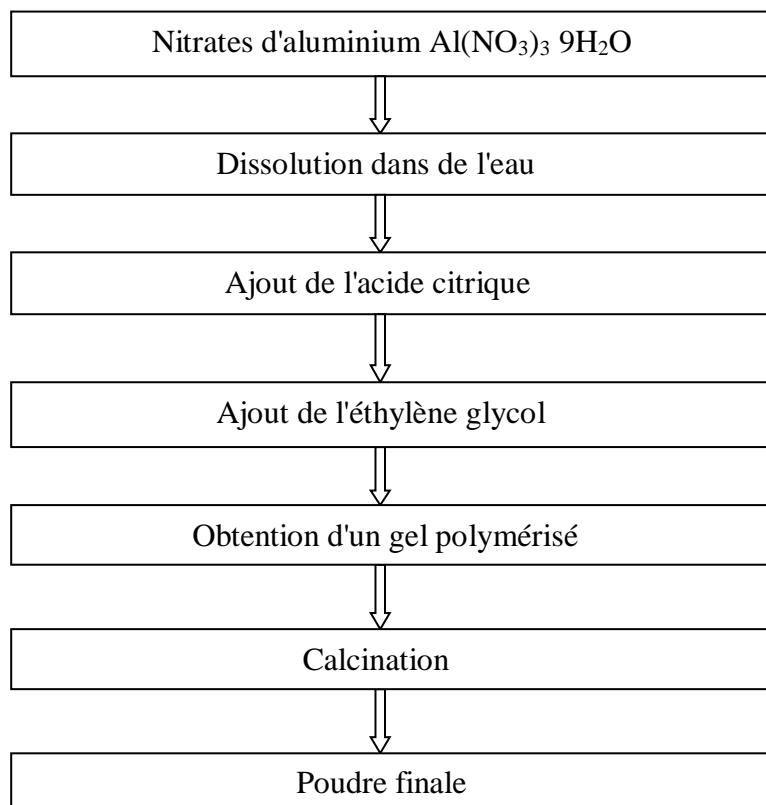 Nitrates d'aluminium Al(NO₃)₃ 9H₂O
Dissolution dans de l'eau
Ajout de l'acide citrique
Ajout de l'éthylène glycol
Obtention d'un gel polymérisé
Calcination
Poudre finale